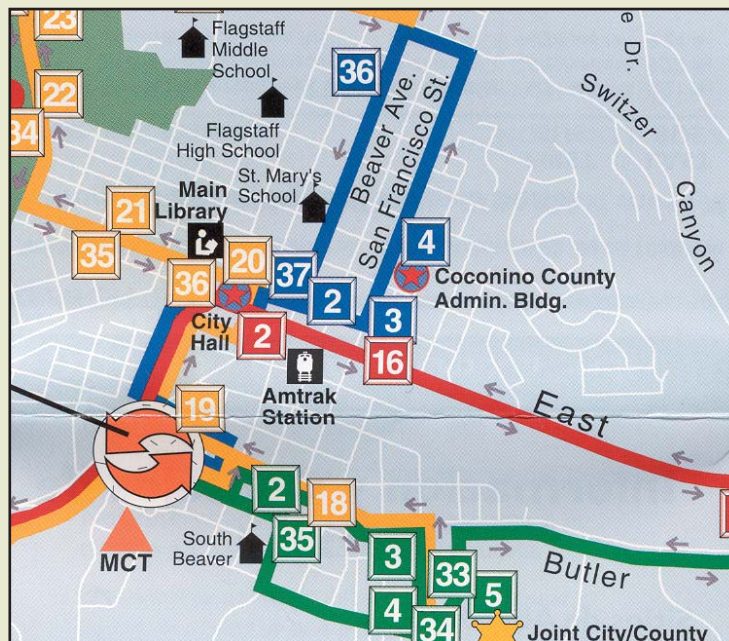 23
Flagstaff
Middle
School
22
34
36
Beaver Ave.
San Francisco St.
e Dr.
Switzer
Canyon
Flagstaff
High School
St. Mary's
School
Main
Library
21
35
20
36
37
2
4
3
Coconino County
Admin. Bldg.
City
Hall
2
16
Amtrak
Station
East
19
MCT
2
18
South
Beaver
35
3
33
4
34
5
Butler
Joint City/County